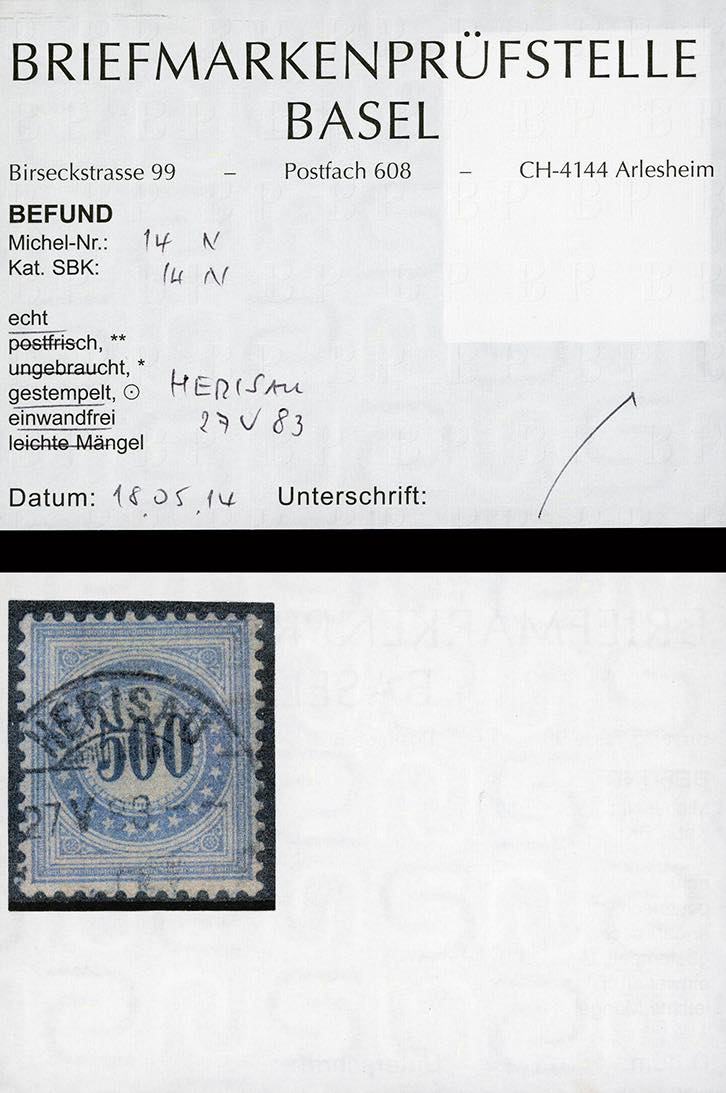 BRIEFMARKENPRÜFSTELLE
BASEL
Birseckstrasse 99 – Postfach 608 – CH-4144 Arlesheim
BEFUND
Michel-Nr.: 14 N
Kat. SBK: 14 N
echt
postfrisch, **
ungebraucht, *
gestempelt, ⊙ HERISAU
einwandfrei 27 V 83
leichte Mängel
Datum: 18.05.14 Unterschrift:
HERISAU
500
27 V 83